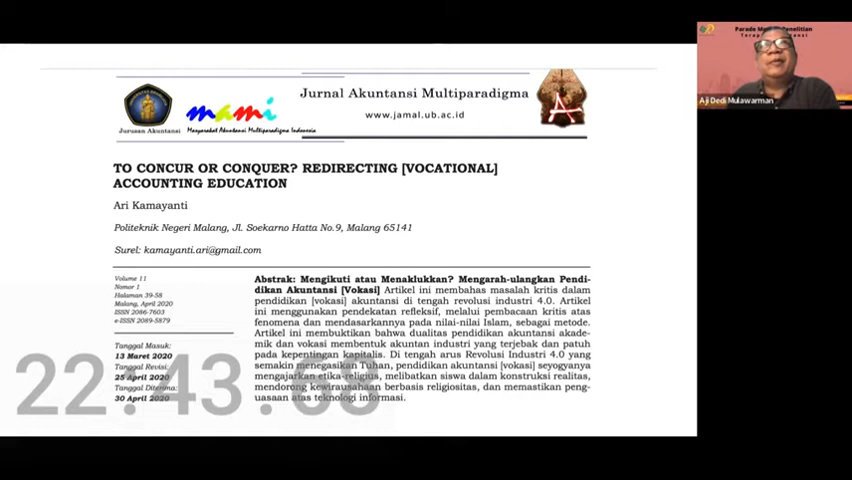 Jurusan Akuntansi
mami
Masyarakat Akuntansi Multiparadigma Indonesia
Jurnal Akuntansi Multiparadigma
www.jamal.ub.ac.id
A
TO CONCUR OR CONQUER? REDIRECTING [VOCATIONAL]
ACCOUNTING EDUCATION
Ari Kamayanti
Politeknik Negeri Malang, Jl. Soekarno Hatta No.9, Malang 65141
Surel: kamayanti.ari@gmail.com
Volume 11
Nomor 1
Halaman 39-58
Malang, April 2020
ISSN 2086-7603
e-ISSN 2089-5879
Tanggal Masuk:
13 Maret 2020
Tanggal Revisi:
25 April 2020
Tanggal Diterima:
30 April 2020
Abstrak: Mengikuti atau Menaklukkan? Mengarah-ulangkan Pendi-
dikan Akuntansi [Vokasi] Artikel ini membahas masalah kritis dalam
pendidikan [vokasi] akuntansi di tengah revolusi industri 4.0. Artikel
ini menggunakan pendekatan reflektif, melalui pembacaan kritis atas
fenomena dan mendasarkannya pada nilai-nilai Islam, sebagai metode.
Artikel ini membuktikan bahwa dualitas pendidikan akuntansi akade-
mik dan vokasi membentuk akuntan industri yang terjebak dan patuh
pada kepentingan kapitalis. Di tengah arus Revolusi Industri 4.0 yang
semakin menegasikan Tuhan, pendidikan akuntansi [vokasi] seyogyanya
mengajarkan etika-religius, melibatkan siswa dalam konstruksi realitas,
mendorong kewirausahaan berbasis religiositas, dan memastikan peng-
uasaan atas teknologi informasi.
22:43.68
Parade Penelitian
Aji Dedi Mulawarman